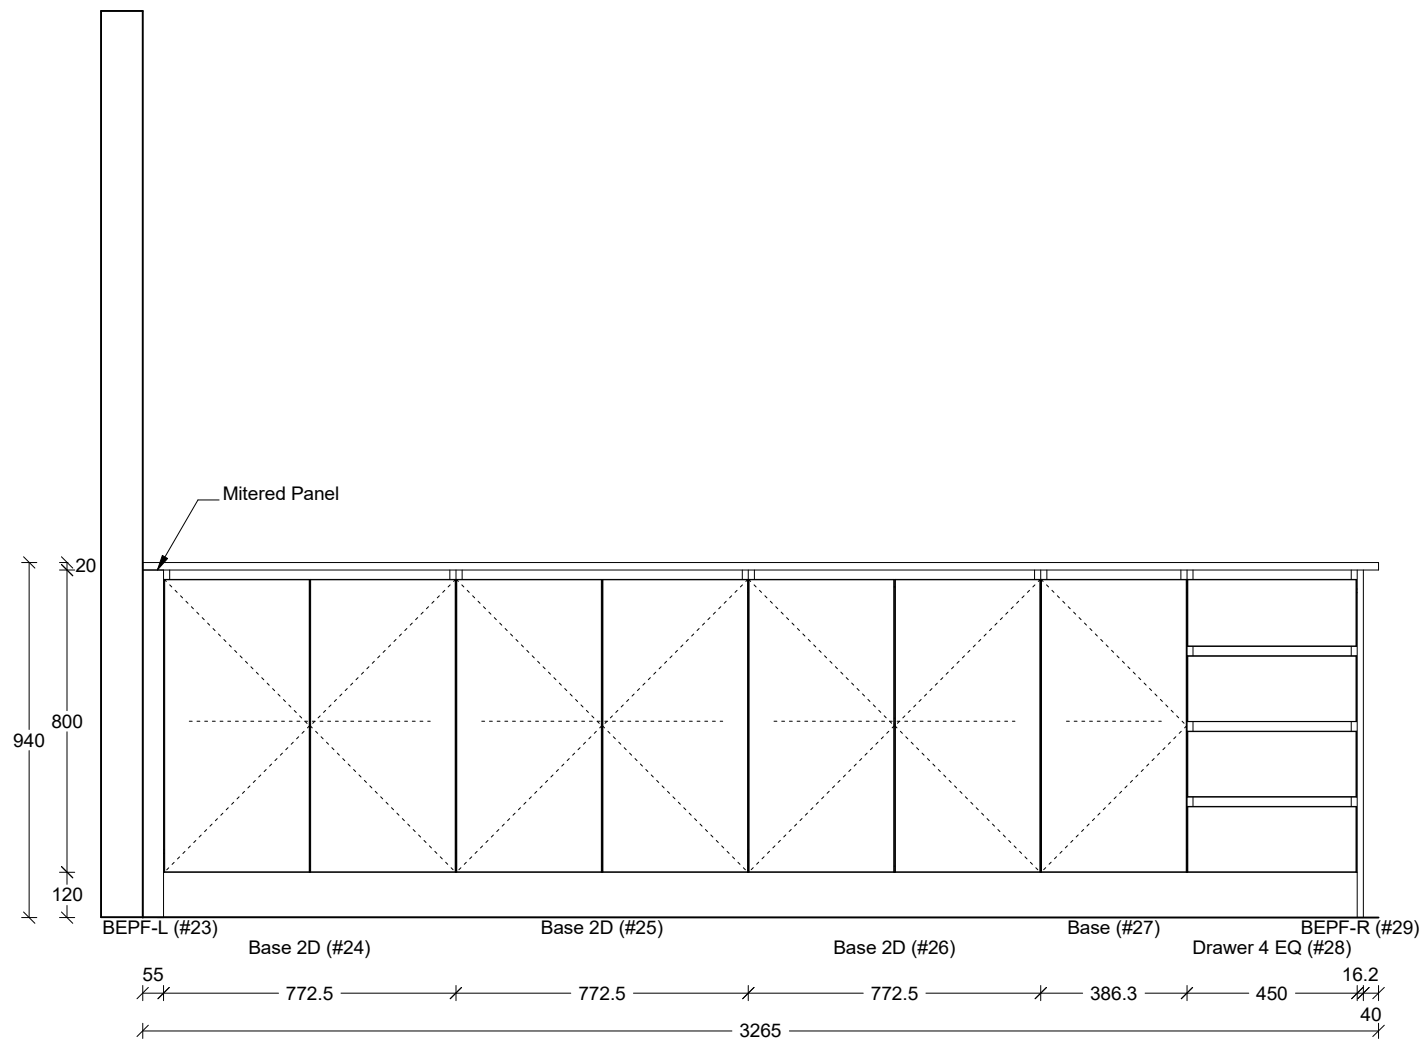 Mitered Panel
20
800
940
120
BEPF-L (#23)
Base 2D (#25)
Base (#27)
BEPF-R (#29)
Base 2D (#24)
Base 2D (#26)
Drawer 4 EQ (#28)
55
16.2
772.5
772.5
772.5
386.3
450
40
3265